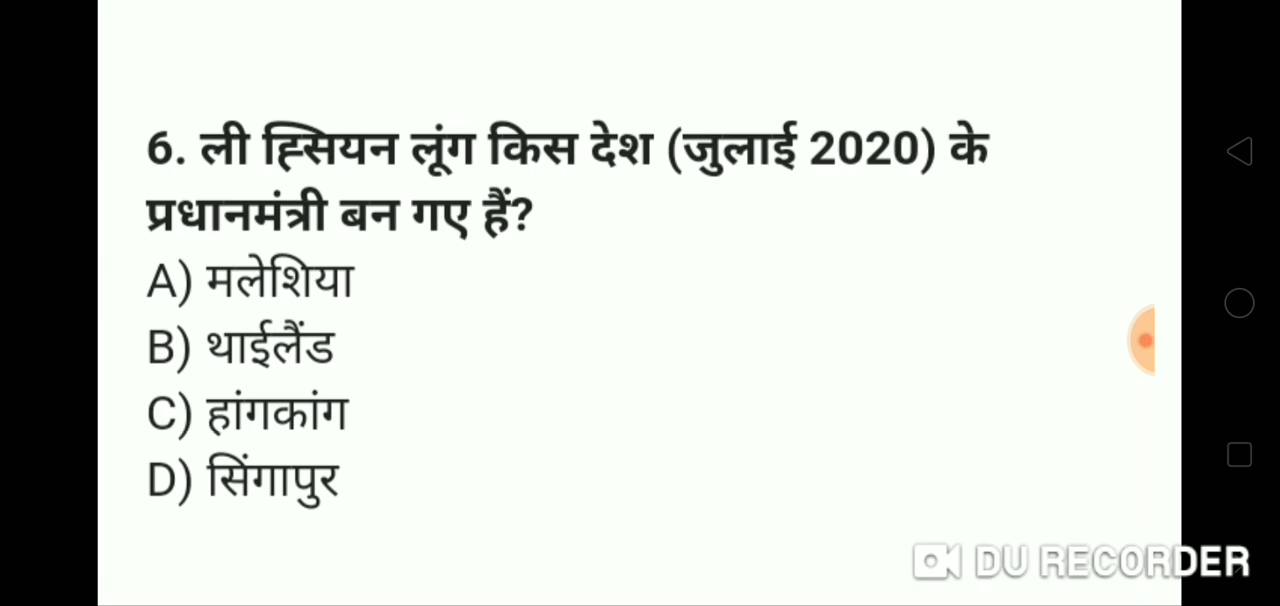 6. ली ह्सियन लूंग किस देश (जुलाई 2020) के
प्रधानमंत्री बन गए हैं?
A) मलेशिया
B) थाईलैंड
C) हांगकांग
D) सिंगापुर
DU RECORDER